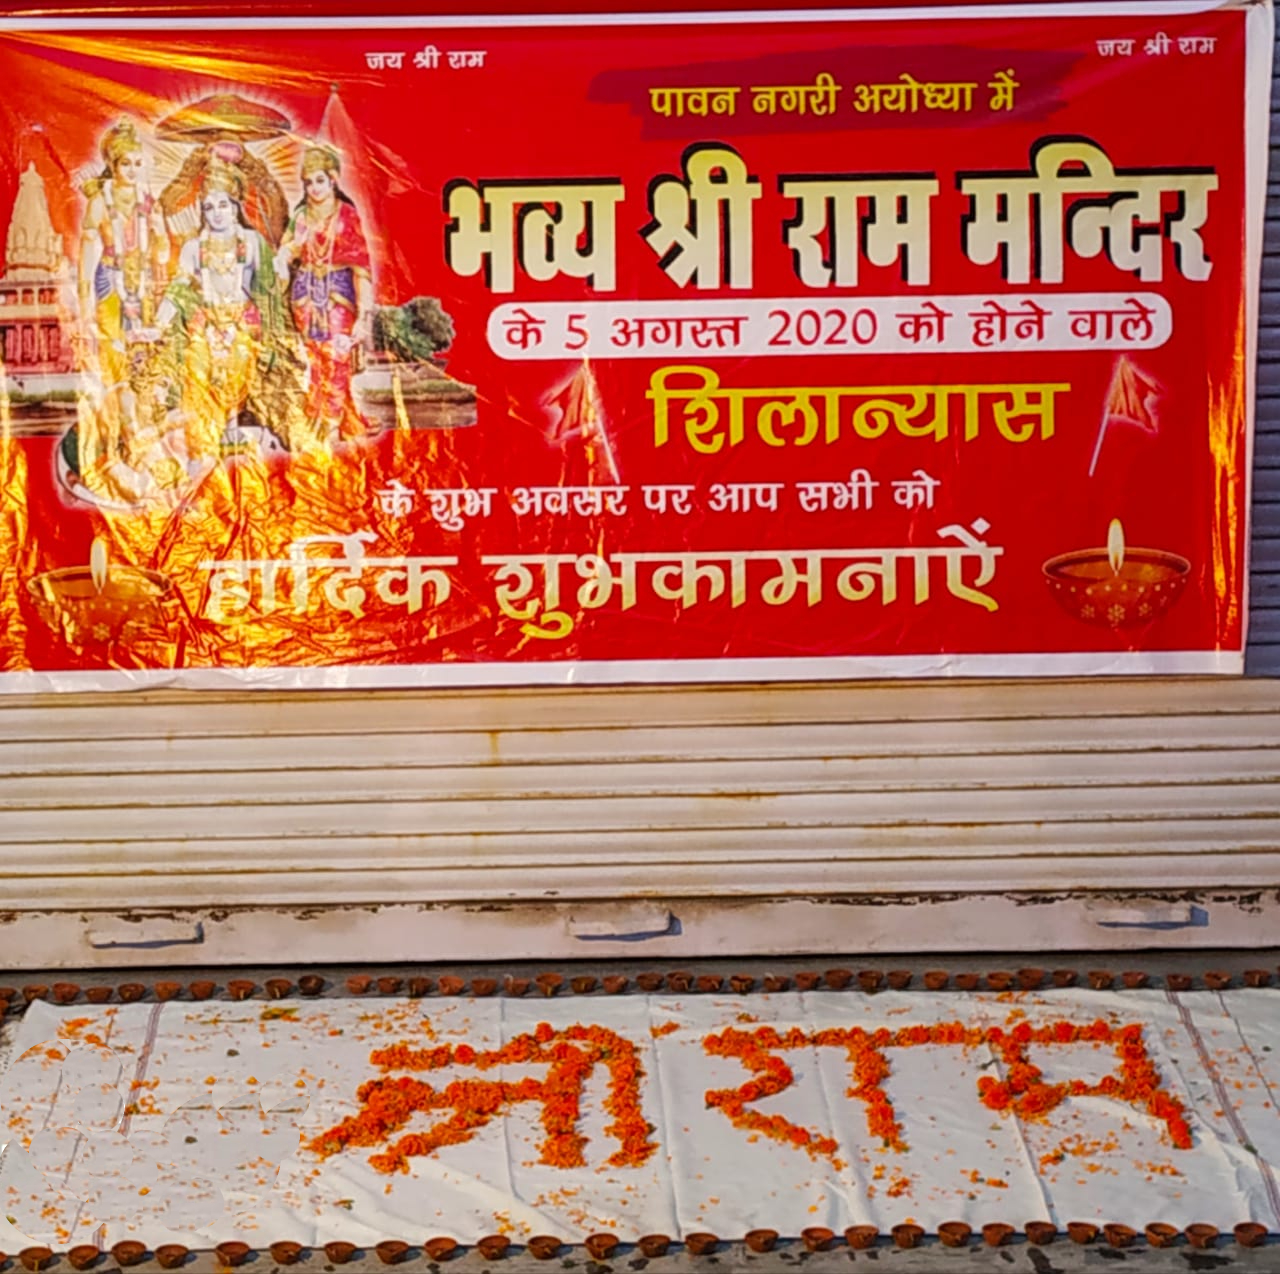 जय श्री राम
जय श्री राम
पावन नगरी अयोध्या में
भव्य श्री राम मन्दिर
के 5 अगस्त 2020 को होने वाले
शिलान्यास
के शुभ अवसर पर आप सभी को
हार्दिक शुभकामनाऐं
श्री राम